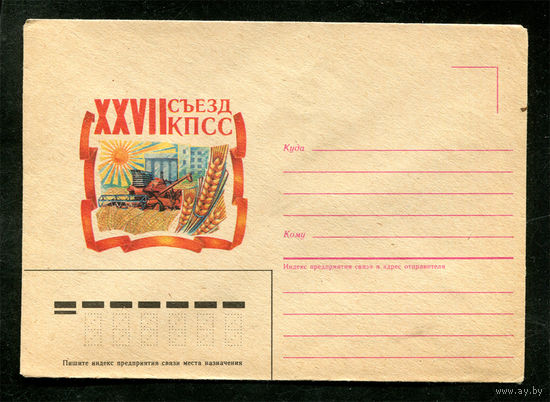 XXVII СЪЕЗД
КПСС
Куда
Кому
Индекс предприятия связи и адрес отправителя
Пишите индекс предприятия связи места назначения
www.ay.by